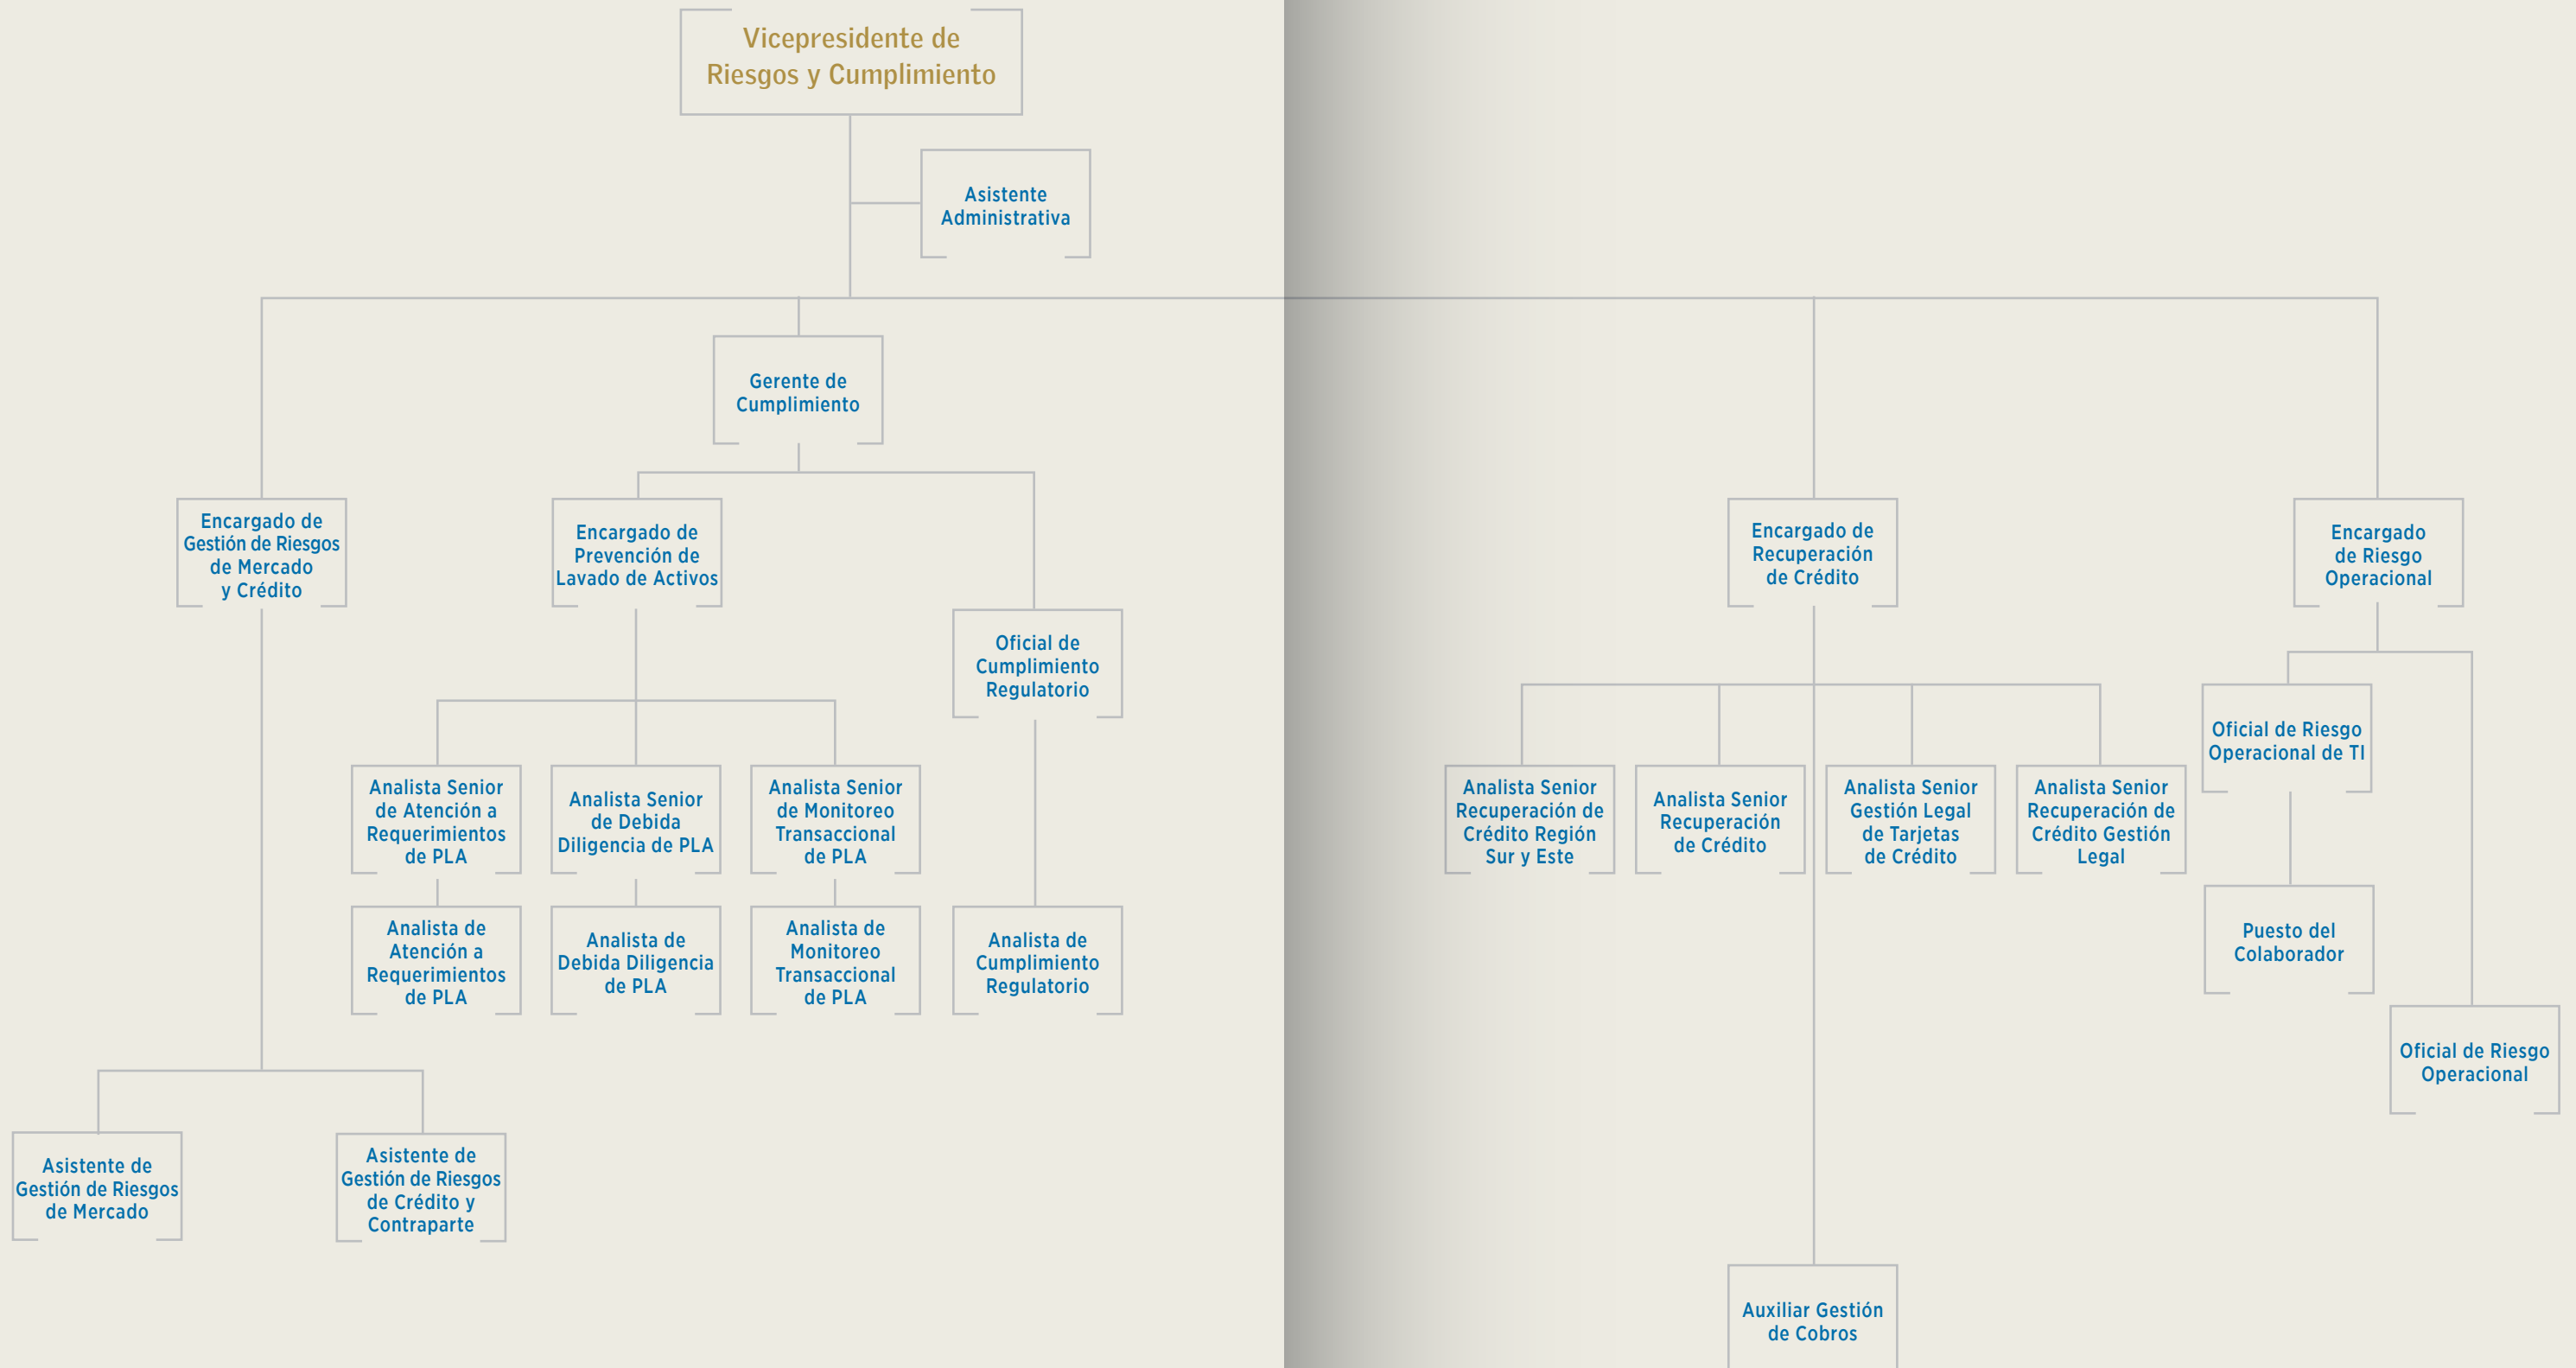 Vicepresidente de
Riesgos y Cumplimiento
Asistente
Administrativa
Gerente de
Cumplimiento
Encargado de
Gestión de Riesgos
de Mercado
y Crédito
Encargado de
Prevención de
Lavado de Activos
Encargado de
Recuperación
de Crédito
Encargado
de Riesgo
Operacional
Oficial de
Cumplimiento
Regulatorio
Oficial de Riesgo
Operacional de TI
Analista Senior
de Atención a
Requerimientos
de PLA
Analista Senior
de Debida
Diligencia de PLA
Analista Senior
de Monitoreo
Transaccional
de PLA
Analista Senior
Recuperación de
Crédito Región
Sur y Este
Analista Senior
Recuperación
de Crédito
Analista Senior
Gestión Legal
de Tarjetas
de Crédito
Analista Senior
Recuperación de
Crédito Gestión
Legal
Analista de
Atención a
Requerimientos
de PLA
Analista de
Debida Diligencia
de PLA
Analista de
Monitoreo
Transaccional
de PLA
Analista de
Cumplimiento
Regulatorio
Puesto del
Colaborador
Oficial de Riesgo
Operacional
Asistente de
Gestión de Riesgos
de Mercado
Asistente de
Gestión de Riesgos
de Crédito y
Contraparte
Auxiliar Gestión
de Cobros